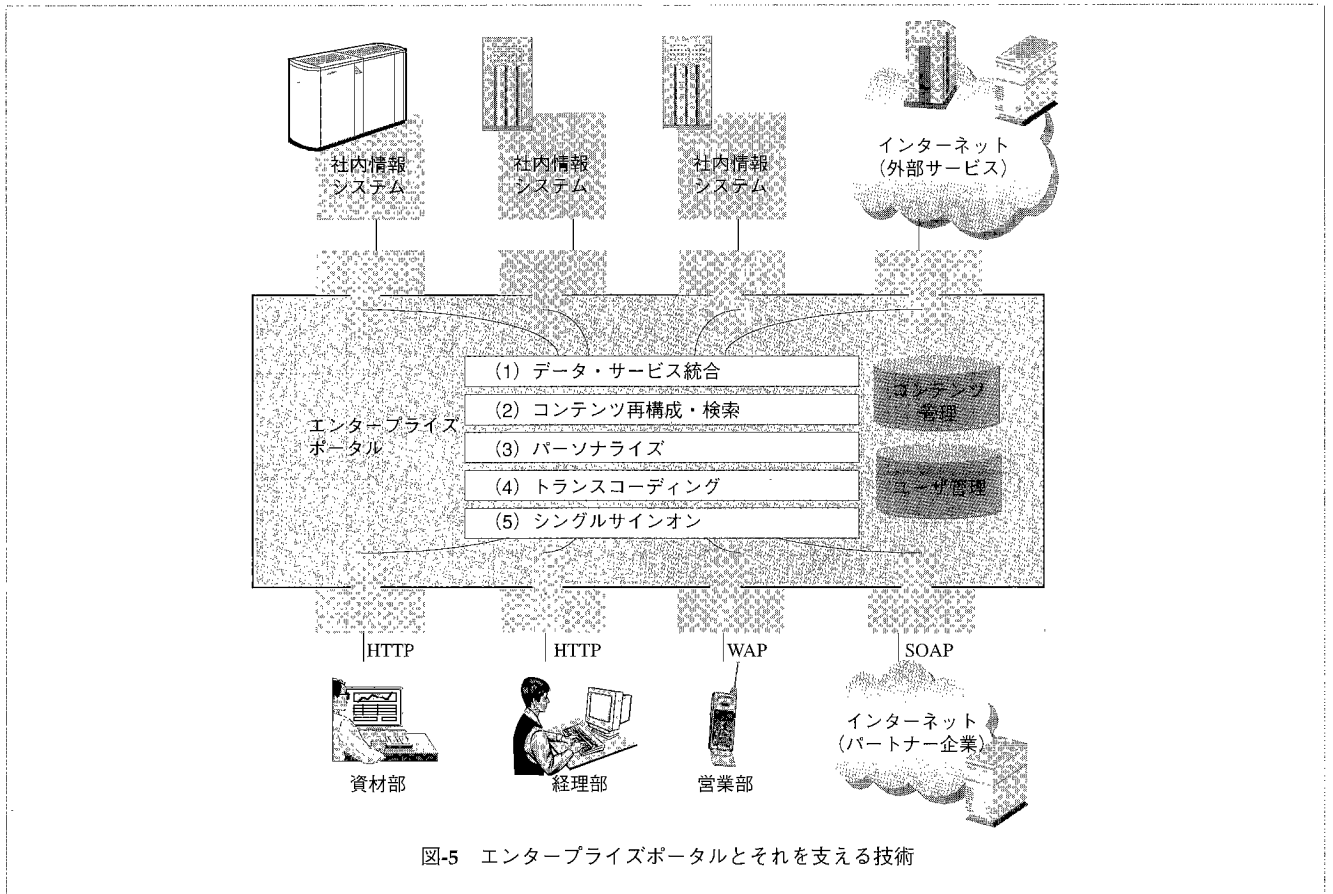 社内情報
システム
社内情報
システム
社内情報
システム
インターネット
(外部サービス)
エンタープライズ
ポータル
(1) データ・サービス統合
(2) コンテンツ再構成・検索
(3) パーソナライズ
(4) トランスコーディング
(5) シングルサインオン
コンテンツ
管理
ユーザ管理
HTTP
HTTP
WAP
SOAP
資材部
経理部
営業部
インターネット
(パートナー企業)
図-5 エンタープライズポータルとそれを支える技術